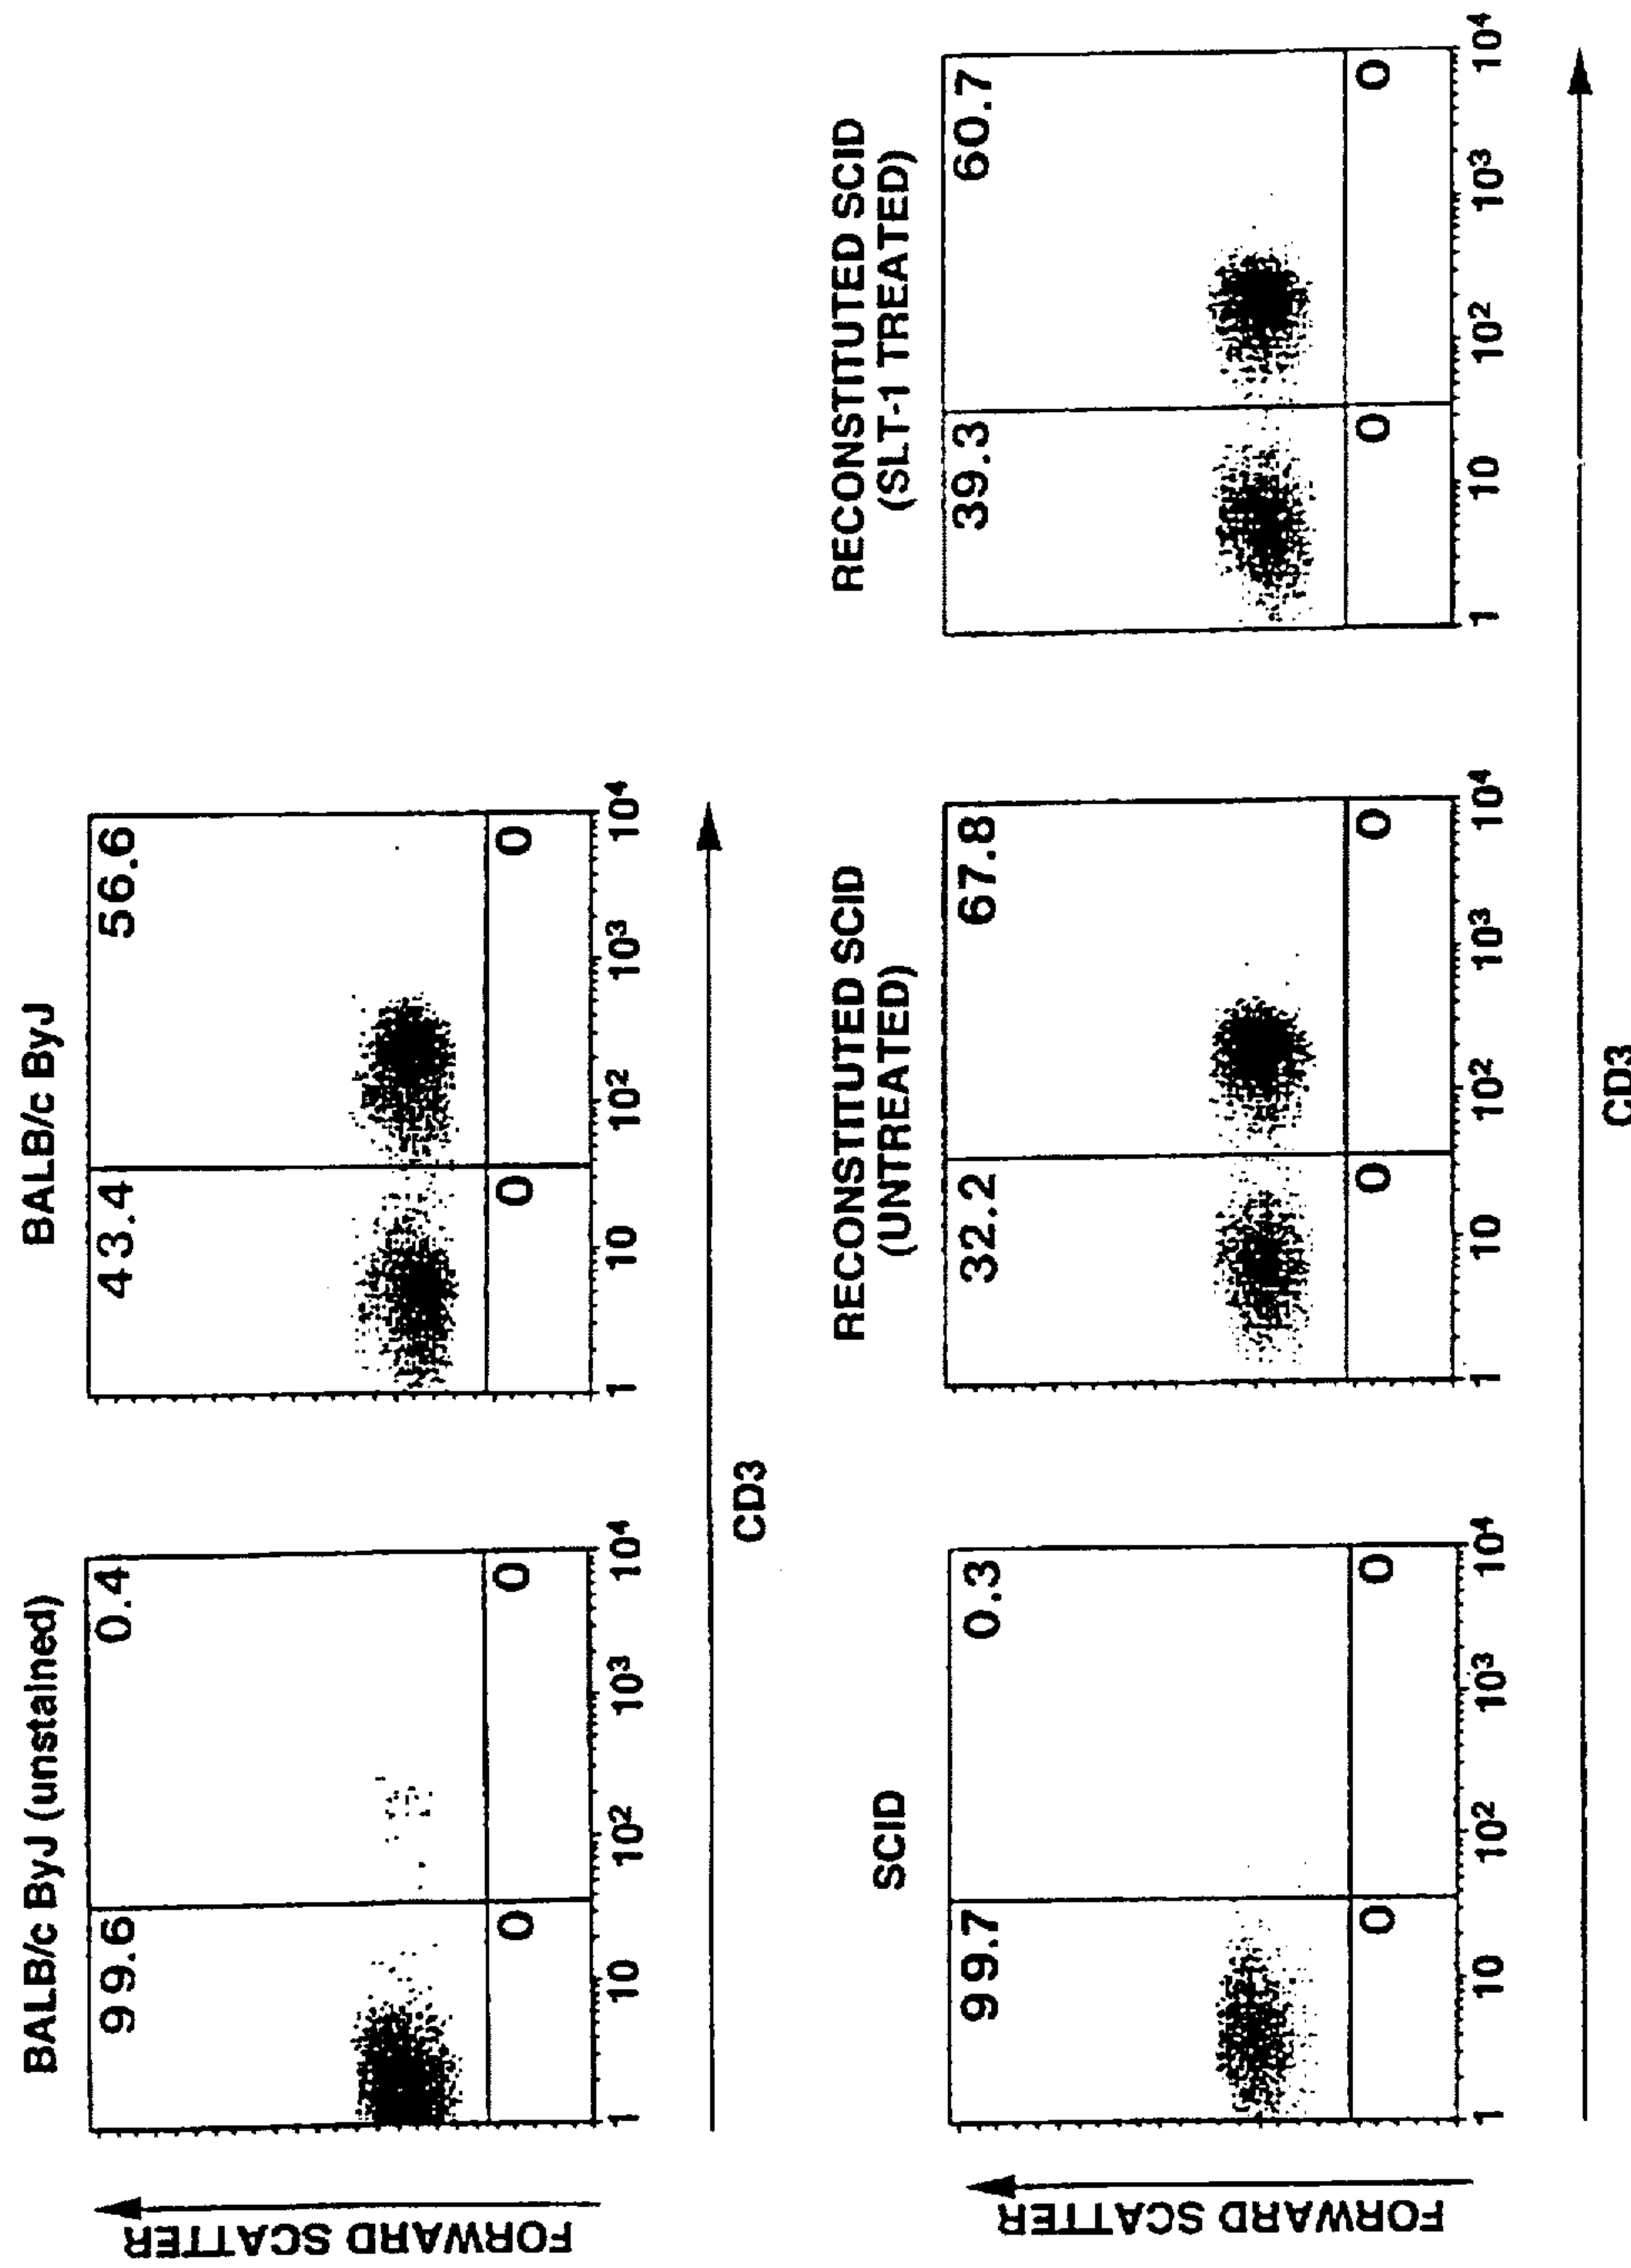 BALB/c ByJ (unstained)
99.6
0.4
0
0
1 10 10² 10³ 10⁴
BALB/c ByJ
43.4
56.6
0
0
1 10 10² 10³ 10⁴
FORWARD SCATTER
CD3
SCID
99.7
0.3
0
0
1 10 10² 10³ 10⁴
RECONSTITUTED SCID
(UNTREATED)
32.2
67.8
0
0
1 10 10² 10³ 10⁴
RECONSTITUTED SCID
(SLT-1 TREATED)
39.3
60.7
0
0
1 10 10² 10³ 10⁴
FORWARD SCATTER
CD3